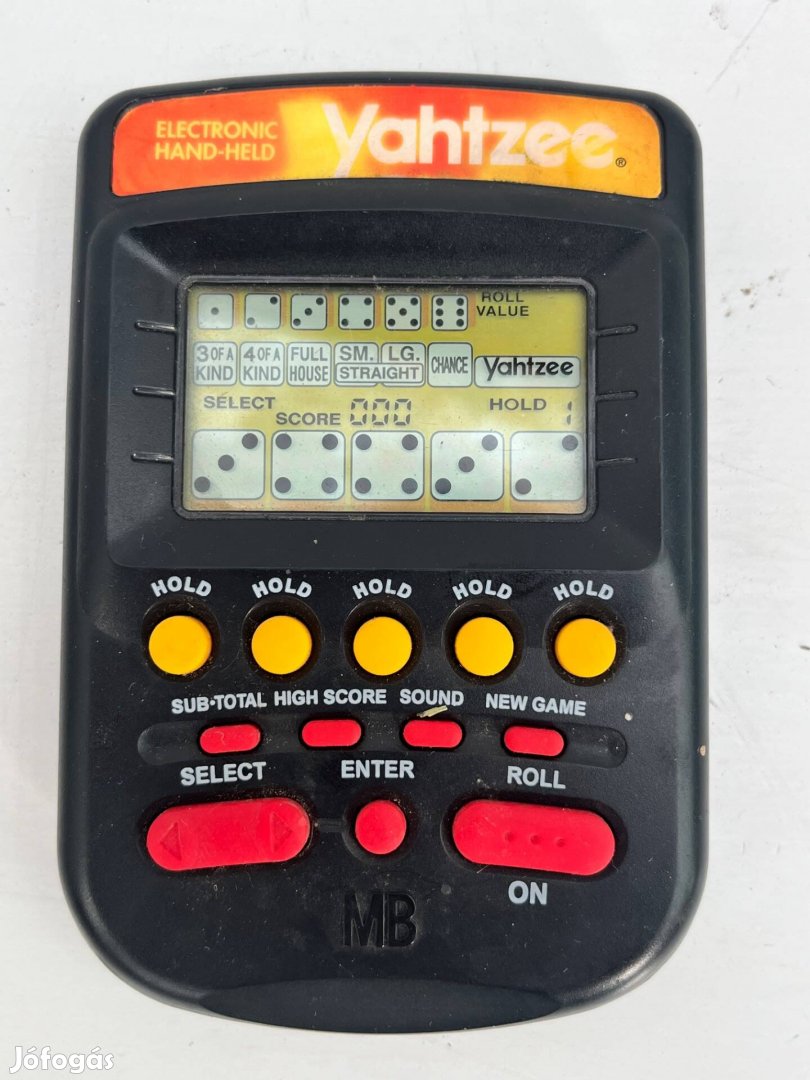 ELECTRONIC
HAND-HELD
Yahtzee®
ROLL
VALUE
3 OF A
KIND
4 OF A
KIND
FULL
HOUSE
SM. LG.
STRAIGHT
CHANCE
Yahtzee
SELECT
SCORE 000
HOLD 1
HOLD HOLD HOLD HOLD HOLD
SUB•TOTAL HIGH SCORE SOUND NEW GAME
SELECT ENTER ROLL
ON
MB
Jófogás